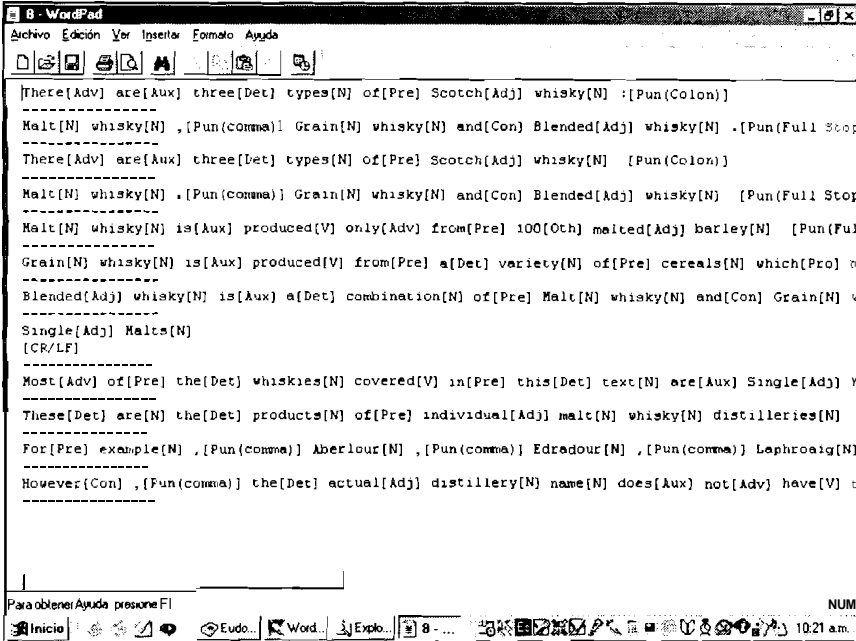 8 - WordPad
Archivo Edición Ver Insertar Formato Ayuda
There[Adv] are[Aux] three[Det] types[N] of[Pre] Scotch[Adj] whisky[N] :[Pun(Colon)]
----------------
Malt[N] whisky[N] ,[Pun(comma)] Grain[N] whisky[N] and[Con] Blended[Adj] whisky[N] .[Pun(Full Stop
----------------
There[Adv] are[Aux] three[Det] types[N] of[Pre] Scotch[Adj] whisky[N] [Pun(Colon)]
----------------
Malt[N] whisky[N] .[Pun(comma)] Grain[N] whisky[N] and[Con] Blended[Adj] whisky[N] [Pun(Full Stop
----------------
Malt[N] whisky[N] is[Aux] produced[V] only[Adv] from[Pre] 100[Oth] malted[Adj] barley[N] [Pun(Ful
----------------
Grain[N] whisky[N] is[Aux] produced[V] from[Pre] a[Det] variety[N] of[Pre] cereals[N] which[Pro]
----------------
Blended[Adj] whisky[N] is[Aux] a[Det] combination[N] of[Pre] Malt[N] whisky[N] and[Con] Grain[N]
----------------
Single[Adj] Malts[N]
[CR/LF]
----------------
Most[Adv] of[Pre] the[Det] whiskies[N] covered[V] in[Pre] this[Det] text[N] are[Aux] Single[Adj]
----------------
These[Det] are[N] the[Det] products[N] of[Pre] individual[Adj] malt[N] whisky[N] distilleries[N]
----------------
For[Pre] example[N] ,[Pun(comma)] Aberlour[N] ,[Pun(comma)] Edradour[N] ,[Pun(comma)] Laphroaig[N]
----------------
However[Con] ,[Pun(comma)] the[Det] actual[Adj] distillery[N] name[N] does[Aux] not[Adv] have[V] t
----------------
Para obtener Ayuda presione F1
NUM
Inicio Eudo... Word... Explo... 8 - ... 10:21 a.m.